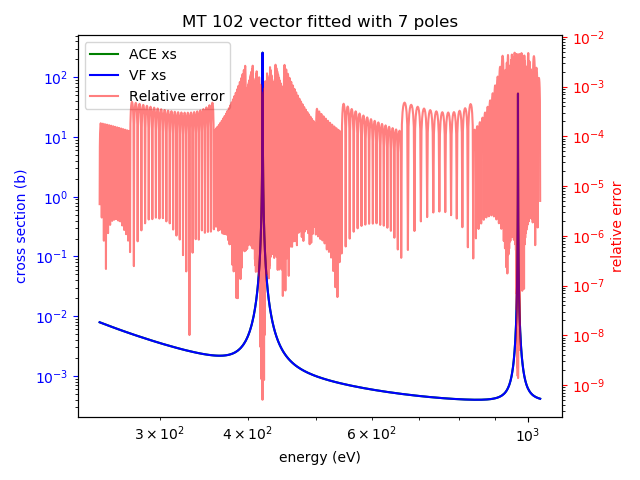 MT 102 vector fitted with 7 poles
ACE xs
VF xs
Relative error
10²
10¹
10⁰
10⁻¹
10⁻²
10⁻³
cross section (b)
10⁻²
10⁻³
10⁻⁴
10⁻⁵
10⁻⁶
10⁻⁷
10⁻⁸
10⁻⁹
relative error
3 × 10² 4 × 10² 6 × 10² 10³
energy (eV)